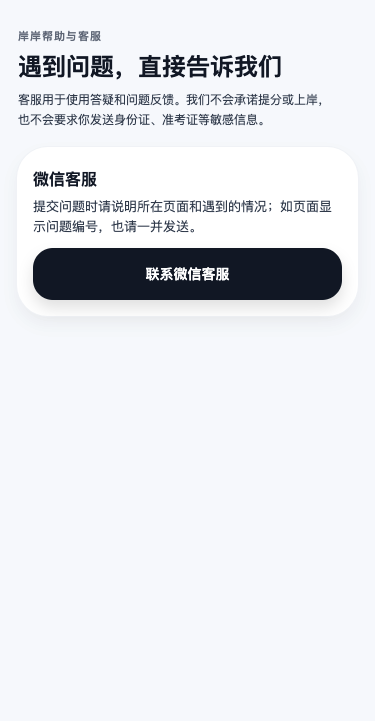 岸岸帮助与客服
遇到问题，直接告诉我们
客服用于使用答疑和问题反馈。我们不会承诺提分或上岸，
也不会要求你发送身份证、准考证等敏感信息。
微信客服
提交问题时请说明所在页面和遇到的情况；如页面显
示问题编号，也请一并发送。
联系微信客服